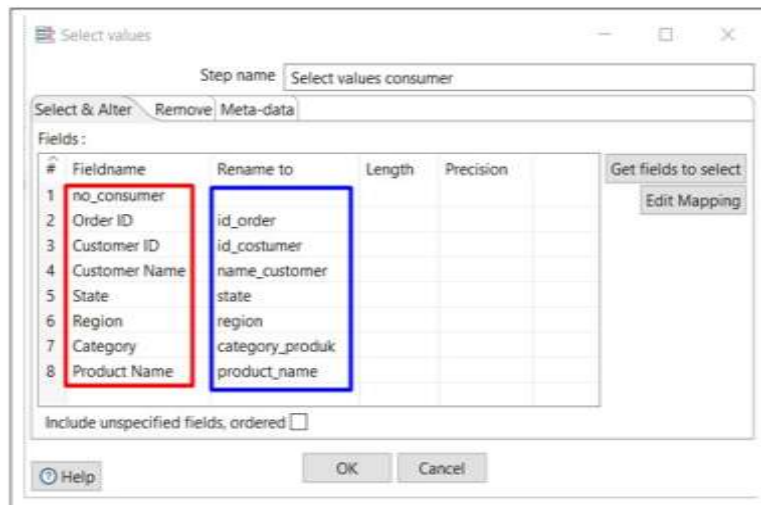 Select values
Step name Select values consumer
Select & Alter Remove Meta-data
Fields :
# Fieldname Rename to Length Precision
Get fields to select
1 no_consumer
Edit Mapping
2 Order ID id_order
3 Customer ID id_costumer
4 Customer Name name_customer
5 State state
6 Region region
7 Category category_produk
8 Product Name product_name
Include unspecified fields, ordered
Help OK Cancel